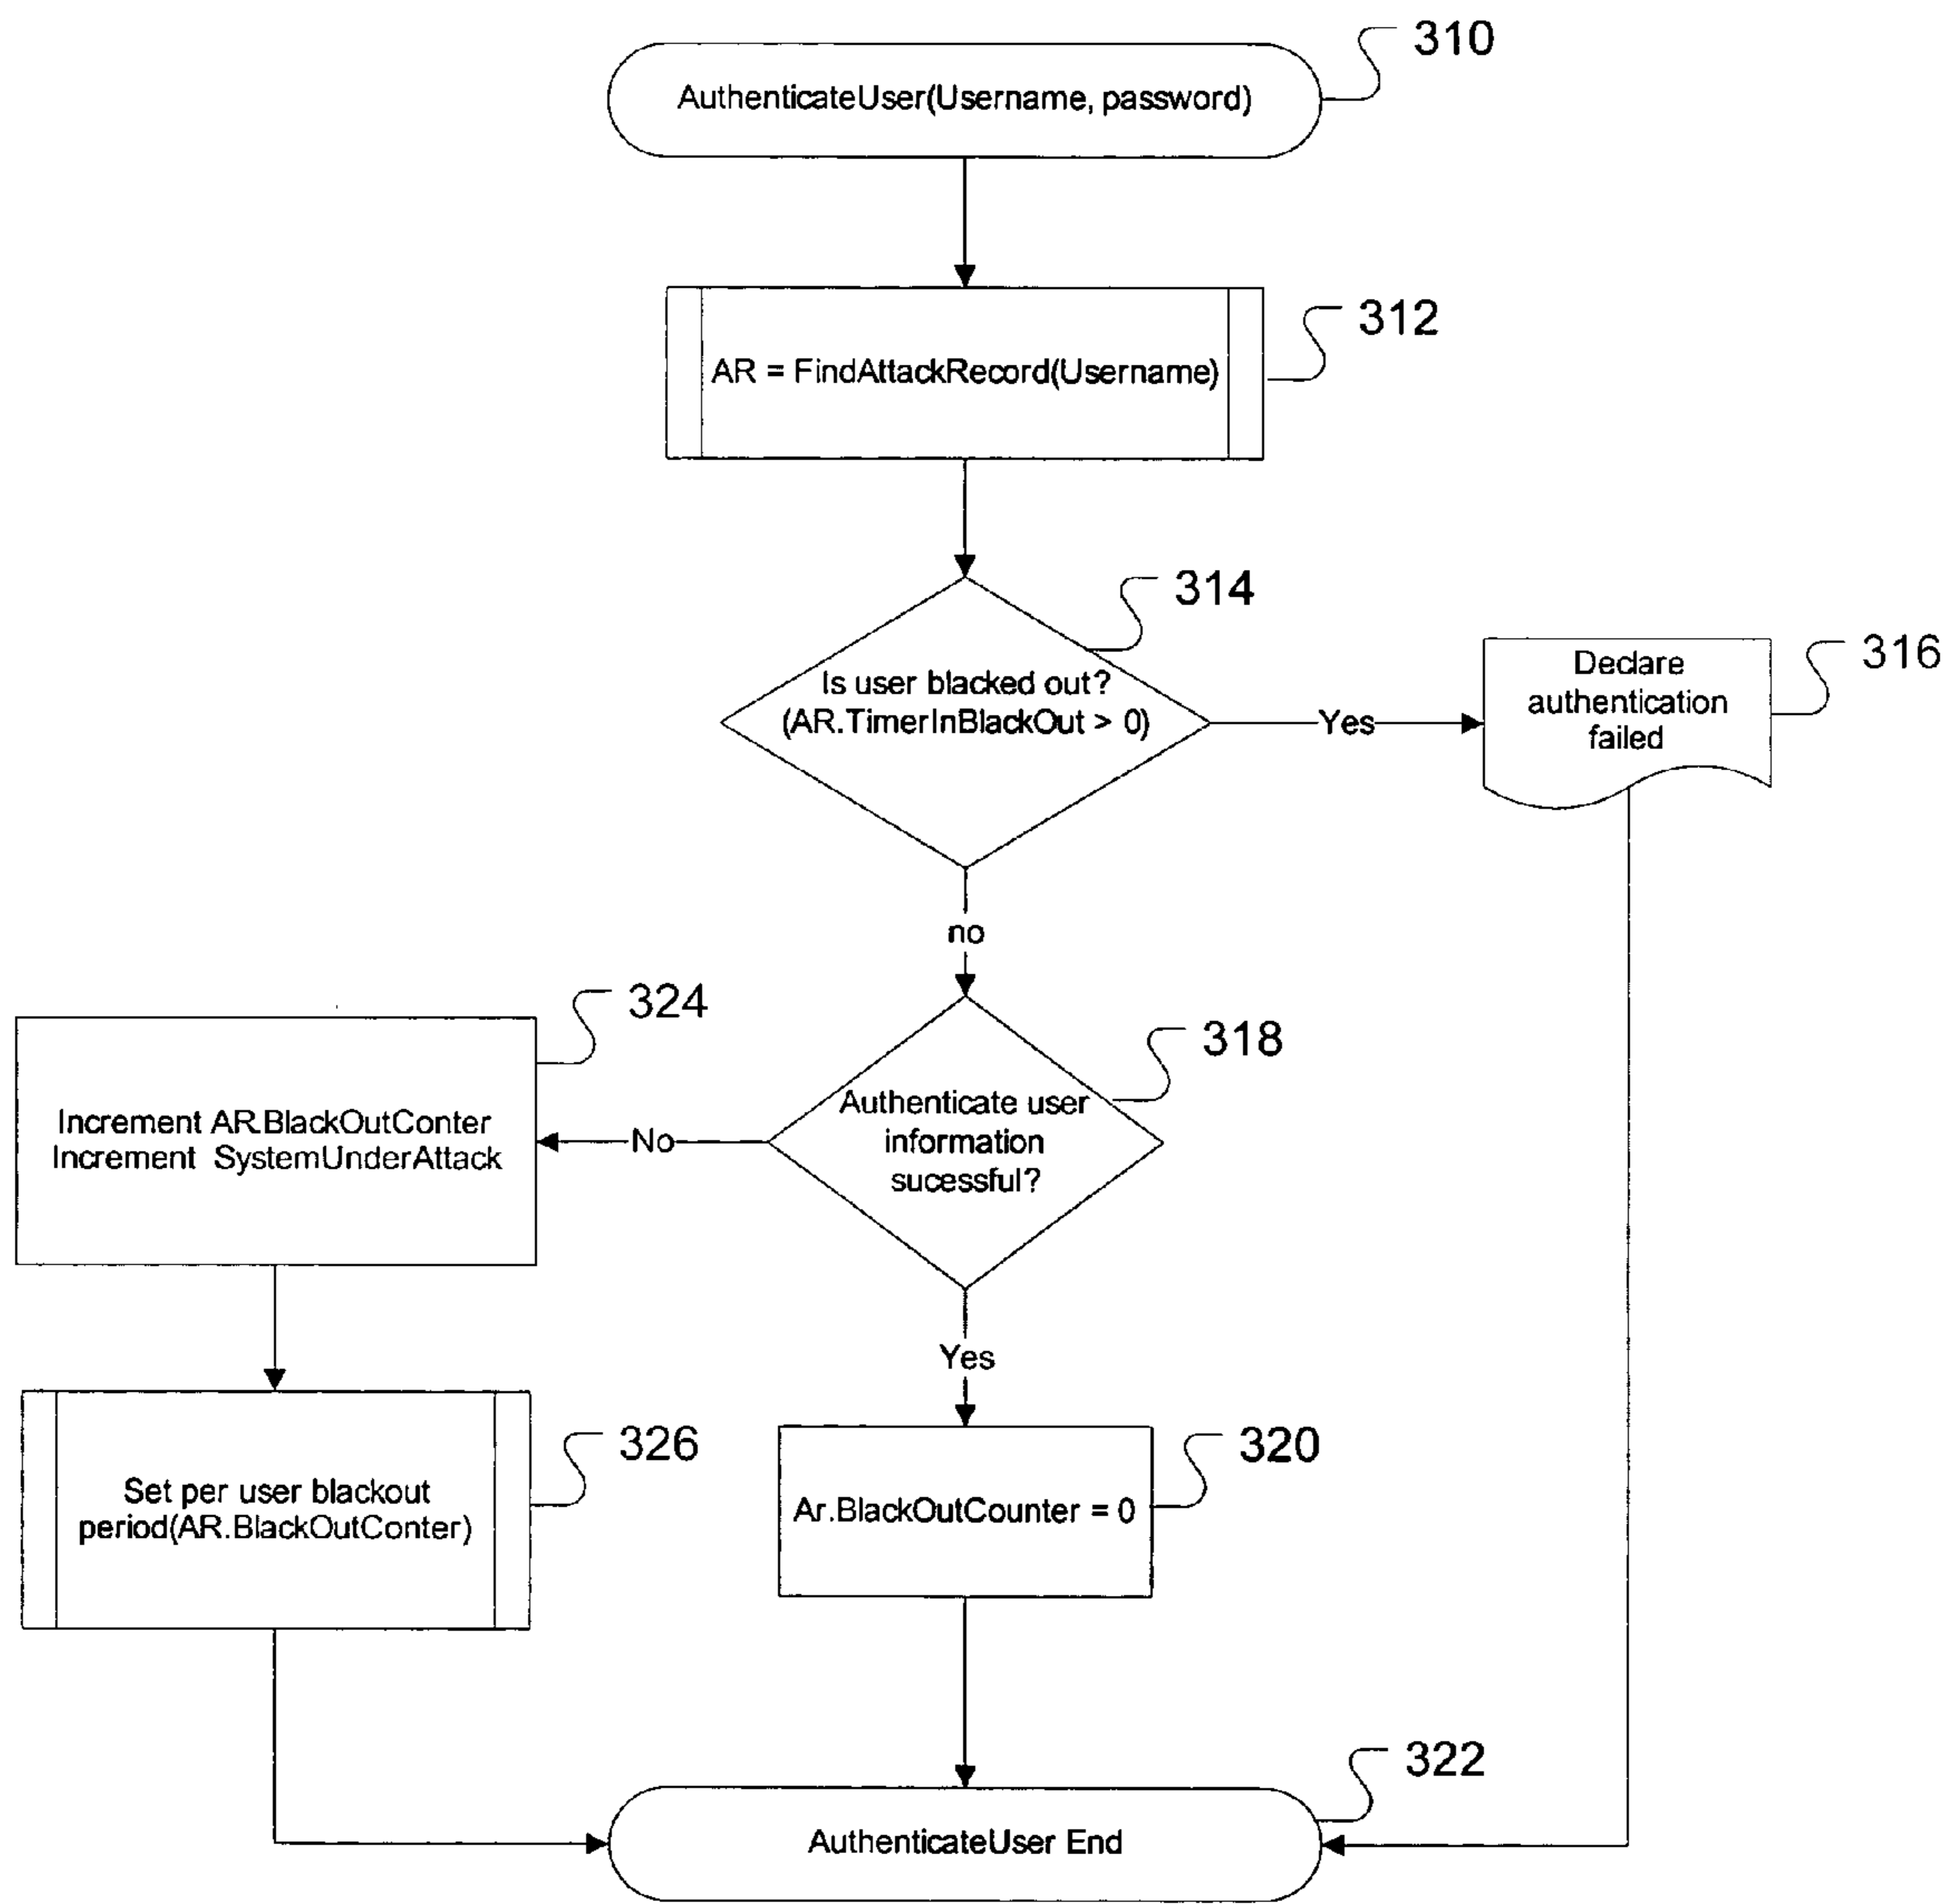 310
AuthenticateUser(Username, password)
312
AR = FindAttackRecord(Username)
314
Is user blacked out?
(AR.TimerInBlackOut > 0)
Yes
316
Declare
authentication
failed
no
324
Increment AR.BlackOutConter
Increment SystemUnderAttack
No
318
Authenticate user
information
sucessful?
Yes
326
Set per user blackout
period(AR.BlackOutConter)
320
Ar.BlackOutCounter = 0
322
AuthenticateUser End